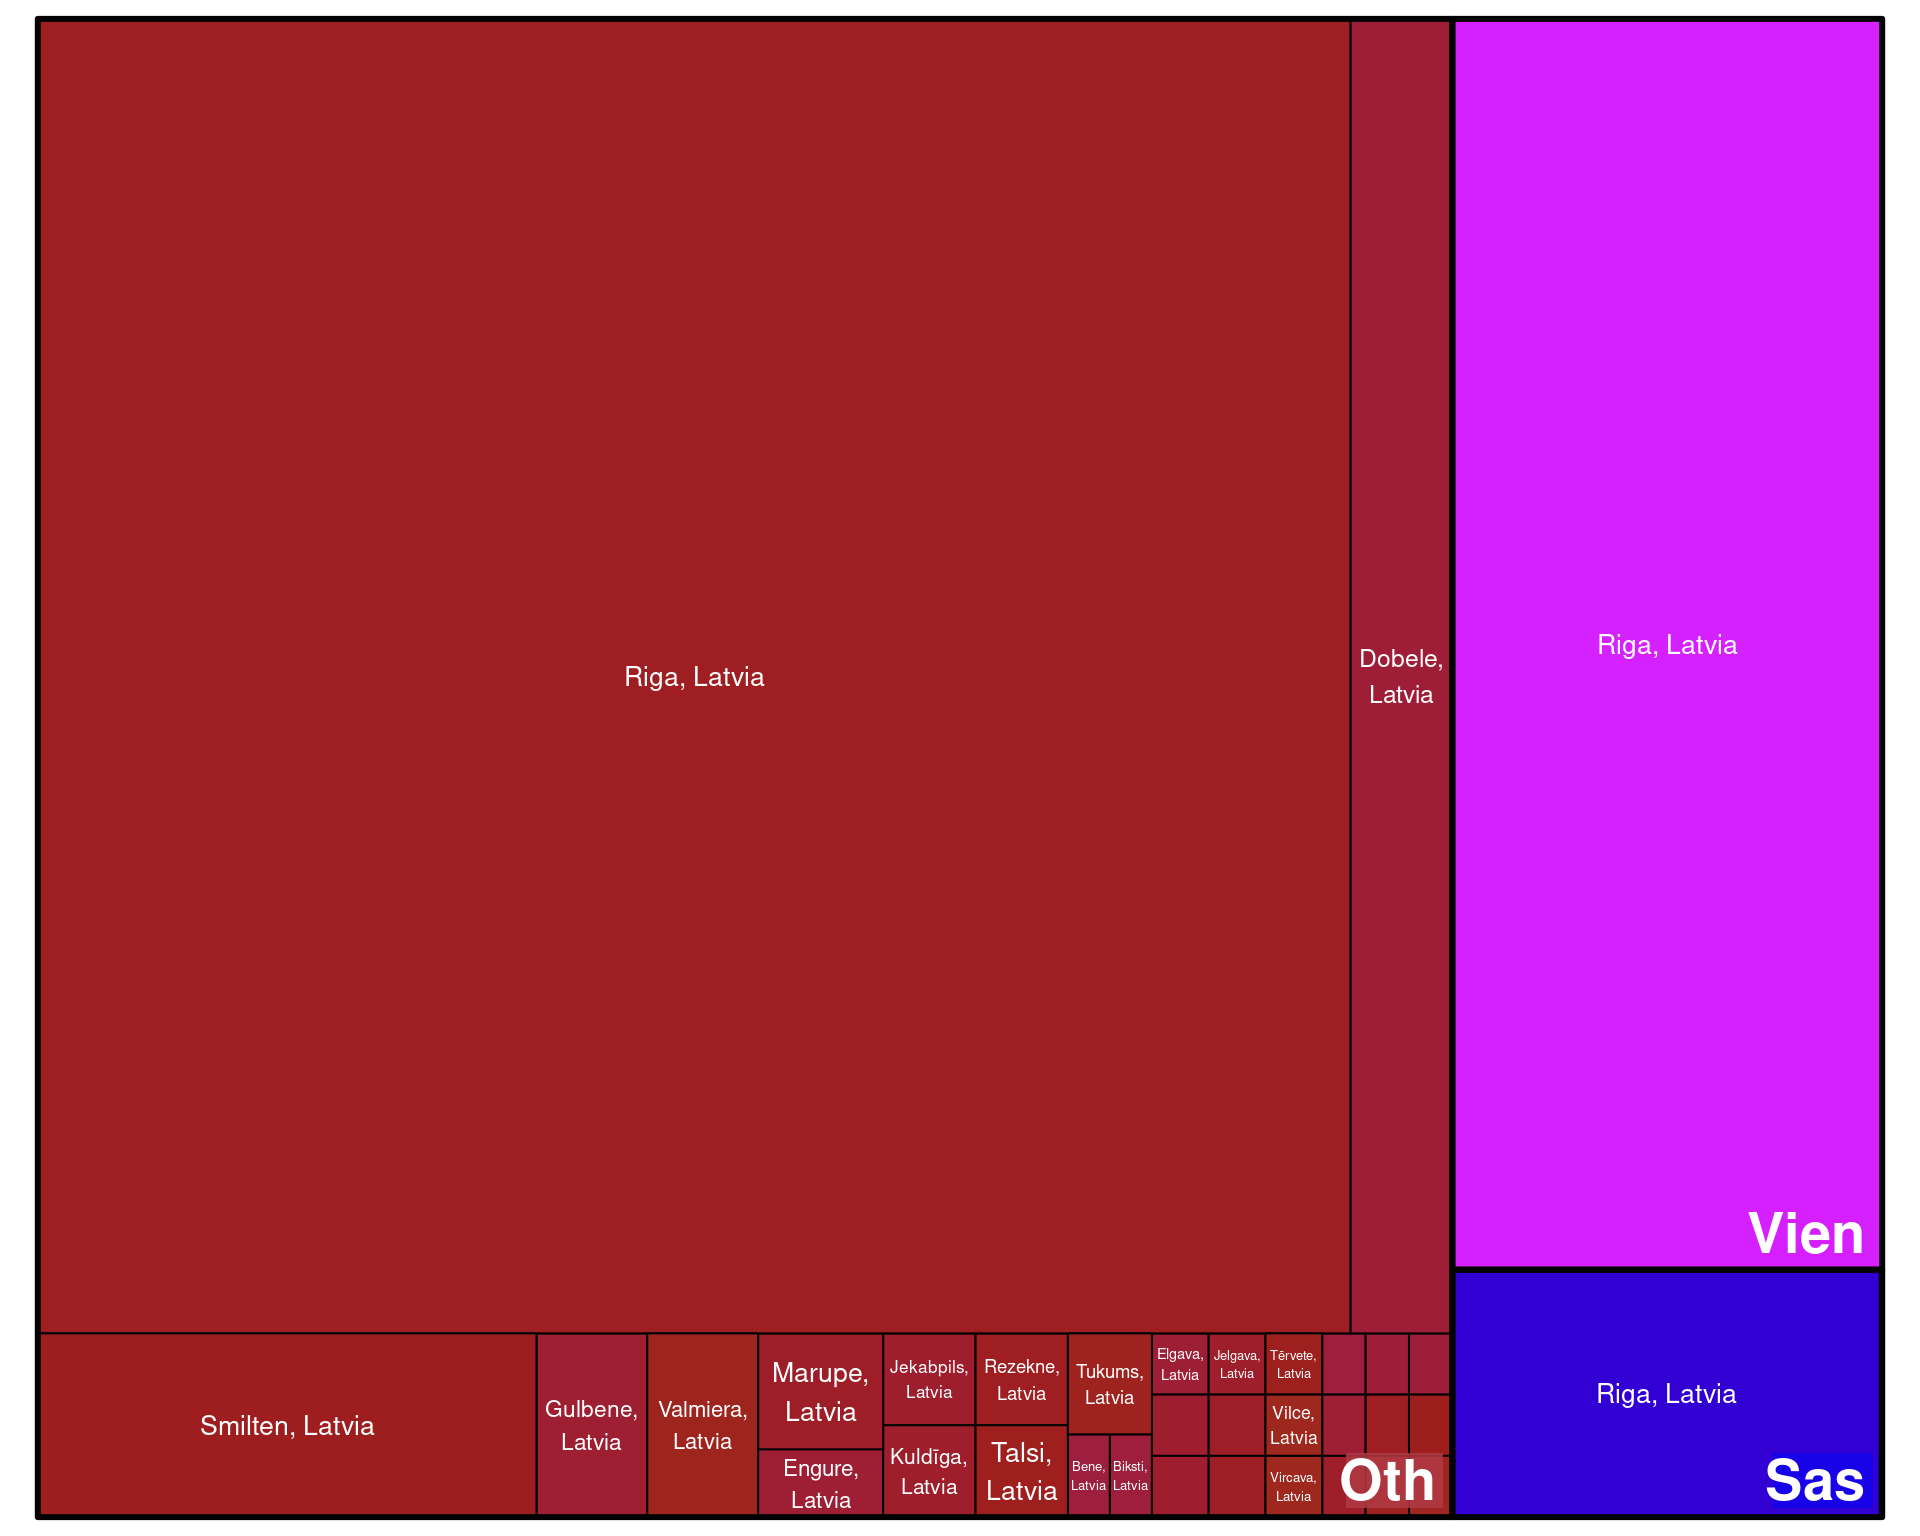 Riga, Latvia
Dobele,
Latvia
Riga, Latvia
Vien
Smilten, Latvia
Gulbene,
Latvia
Valmiera,
Latvia
Marupe,
Latvia
Engure,
Latvia
Jekabpils,
Latvia
Kuldīga,
Latvia
Rezekne,
Latvia
Talsi,
Latvia
Tukums,
Latvia
Bene,
Latvia
Biksti,
Latvia
Elgava,
Latvia
Jelgava,
Latvia
Tērvete,
Latvia
Vilce,
Latvia
Vircava,
Latvia
Oth
Riga, Latvia
Sas